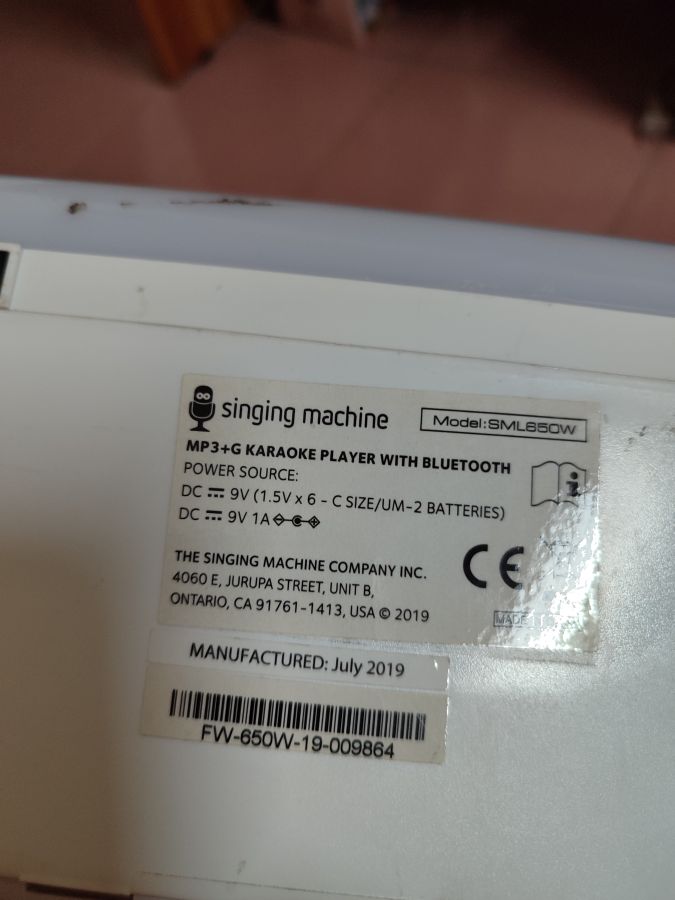 singing machine
Model:SML650W
MP3+G KARAOKE PLAYER WITH BLUETOOTH
POWER SOURCE:
DC 9V (1.5V x 6 - C SIZE/UM-2 BATTERIES)
DC 9V 1A
THE SINGING MACHINE COMPANY INC.
4060 E, JURUPA STREET, UNIT B,
ONTARIO, CA 91761-1413, USA © 2019
CE
MADE
MANUFACTURED: July 2019
FW-650W-19-009864